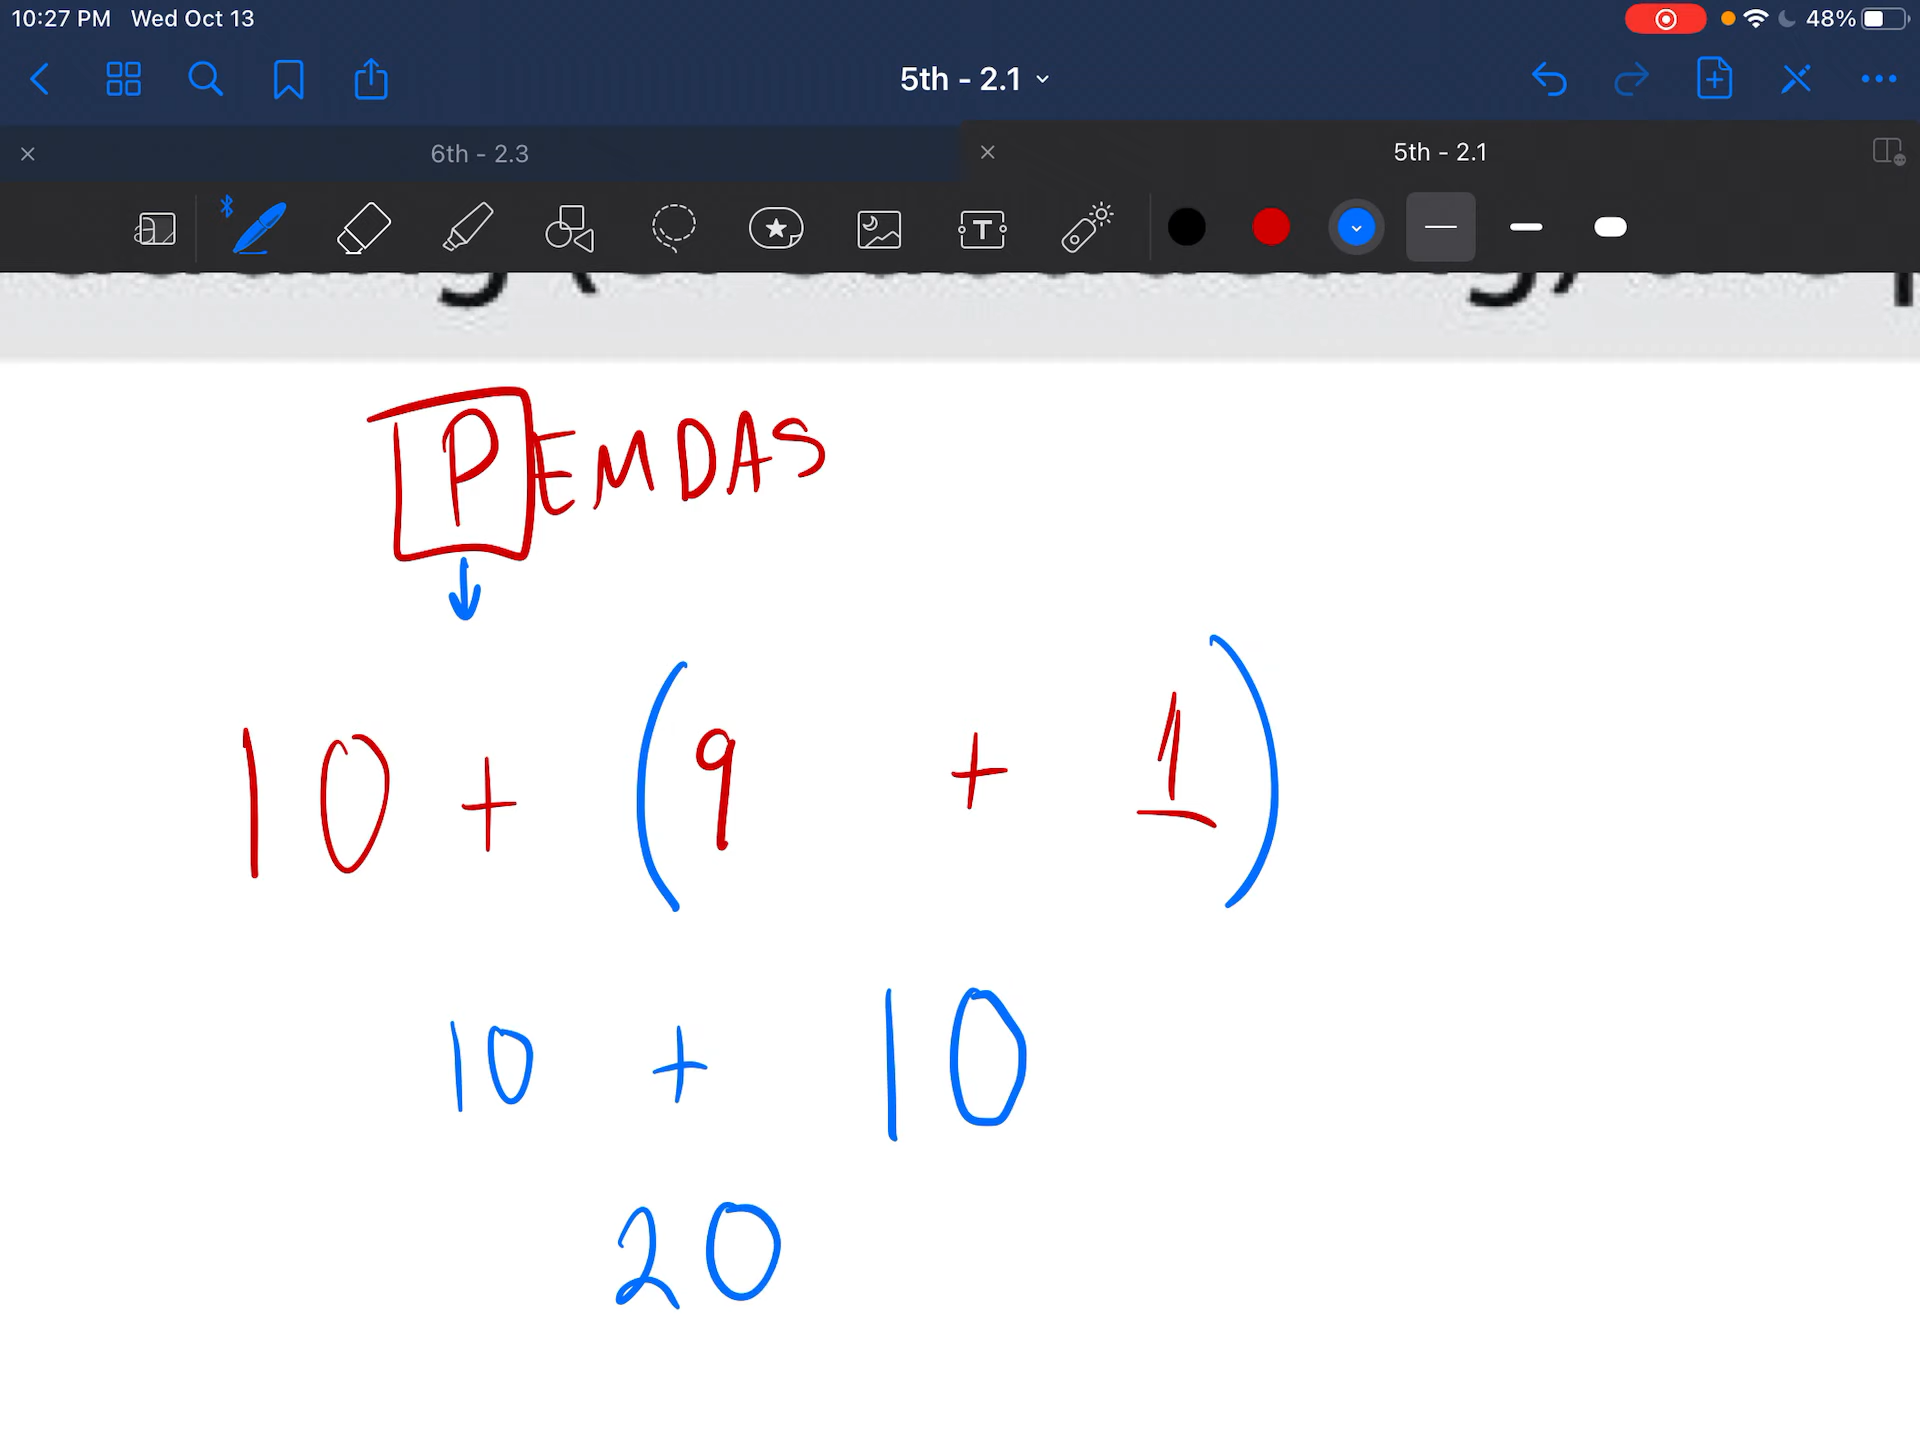 10:27 PM Wed Oct 13 48%
5th - 2.1
6th - 2.3 5th - 2.1
PEMDAS
10 + (9 + 1)
10 + 10
20